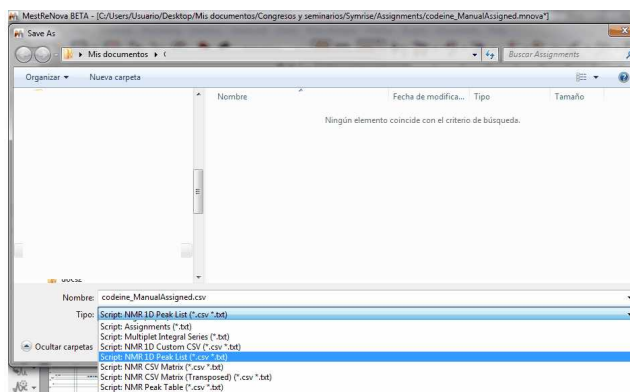 MestReNova BETA - [C:/Users/Usuario/Desktop/Mis documentos/Congresos y seminarios/Symrise/Assignments/codeine_ManualAssigned.mnova*]
Save As
Mis documentos
Buscar Assignments
Organizar Nueva carpeta
Nombre Fecha de modifica... Tipo Tamaño
Ningún elemento coincide con el criterio de búsqueda.
Nombre: codeine_ManualAssigned.csv
Tipo: Script: NMR 1D Peak List (*.csv *.txt)
Script: Assignments (*.txt)
Script: Multiplet Integral Series (*.txt)
Ocultar carpetas Script: NMR 1D Custom CSV (*.csv *.txt)
Script: NMR 1D Peak List (*.csv *.txt)
Script: NMR CSV Matrix (*.csv *.txt)
Script: NMR CSV Matrix (Transposed) (*.csv *.txt)
Script: NMR Peak Table (*.csv *.txt)